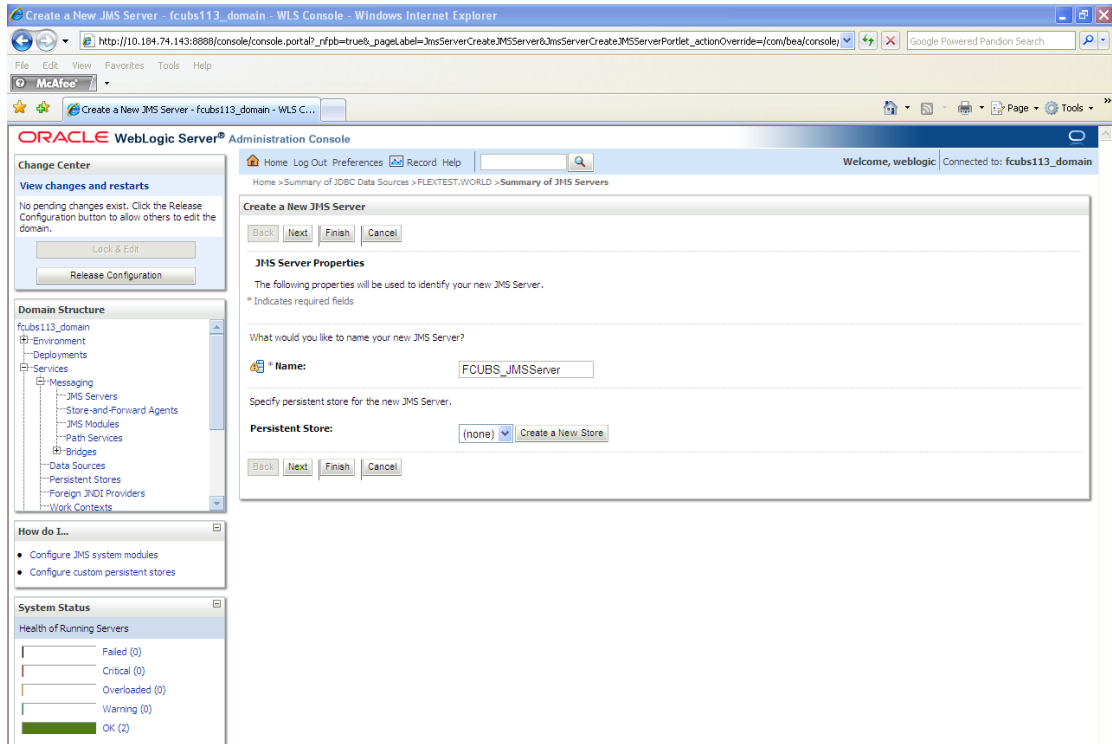 Create a New JMS Server - fcubs113_domain - WLS Console - Windows Internet Explorer
http://10.184.74.143:8888/console/console.portal?_nfpb=true&_pageLabel=JmsServerCreateJMSServer&JmsServerCreateJMSServerPortlet_actionOverride=/com/bea/console/
Google Powered Pandion Search
File Edit View Favorites Tools Help
McAfee
Create a New JMS Server - fcubs113_domain - WLS C...
Page Tools »
ORACLE WebLogic Server® Administration Console
Change Center
View changes and restarts
No pending changes exist. Click the Release
Configuration button to allow others to edit the
domain.
Lock & Edit
Release Configuration
Domain Structure
fcubs113_domain
Environment
Deployments
Services
Messaging
JMS Servers
Store-and-Forward Agents
JMS Modules
Path Services
Bridges
Data Sources
Persistent Stores
Foreign JNDI Providers
Work Contexts
How do I...
Configure JMS system modules
Configure custom persistent stores
System Status
Health of Running Servers
Failed (0)
Critical (0)
Overloaded (0)
Warning (0)
OK (2)
Home Log Out Preferences Record Help
Welcome, weblogic Connected to: fcubs113_domain
Home >Summary of JDBC Data Sources >FLEXTEST.WORLD >Summary of JMS Servers
Create a New JMS Server
Back Next Finish Cancel
JMS Server Properties
The following properties will be used to identify your new JMS Server.
* Indicates required fields
What would you like to name your new JMS Server?
* Name: FCUBS_JMSServer
Specify persistent store for the new JMS Server.
Persistent Store: (none) Create a New Store
Back Next Finish Cancel